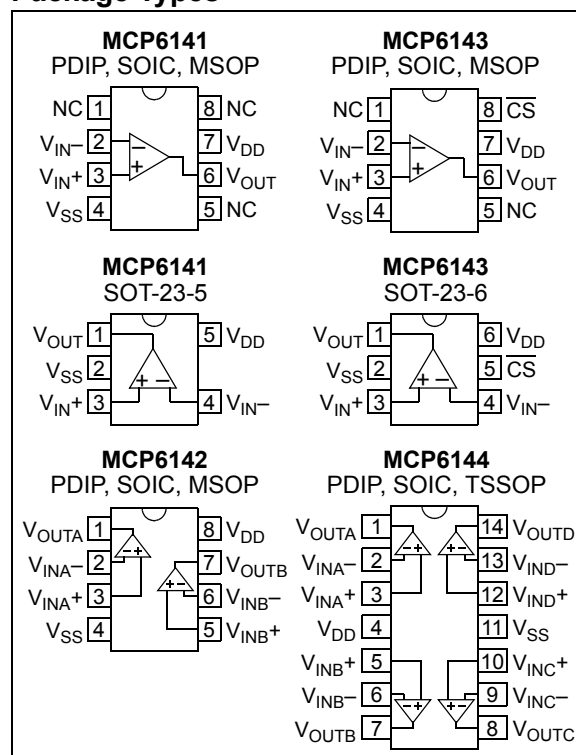 Package Types
MCP6141
PDIP, SOIC, MSOP
NC 1 8 NC
VIN– 2 7 VDD
VIN+ 3 6 VOUT
VSS 4 5 NC
– +
MCP6143
PDIP, SOIC, MSOP
NC 1 8 CS
VIN– 2 7 VDD
VIN+ 3 6 VOUT
VSS 4 5 NC
– +
MCP6141
SOT-23-5
VOUT 1 5 VDD
VSS 2
VIN+ 3 4 VIN–
+ –
MCP6143
SOT-23-6
VOUT 1 6 VDD
VSS 2 5 CS
VIN+ 3 4 VIN–
+ –
MCP6142
PDIP, SOIC, MSOP
VOUTA 1 8 VDD
VINA– 2 7 VOUTB
VINA+ 3 6 VINB–
VSS 4 5 VINB+
- + + -
MCP6144
PDIP, SOIC, TSSOP
VOUTA 1 14 VOUTD
VINA– 2 13 VIND–
VINA+ 3 12 VIND+
VDD 4 11 VSS
VINB+ 5 10 VINC+
VINB– 6 9 VINC–
VOUTB 7 8 VOUTC
- + + -
- + + -